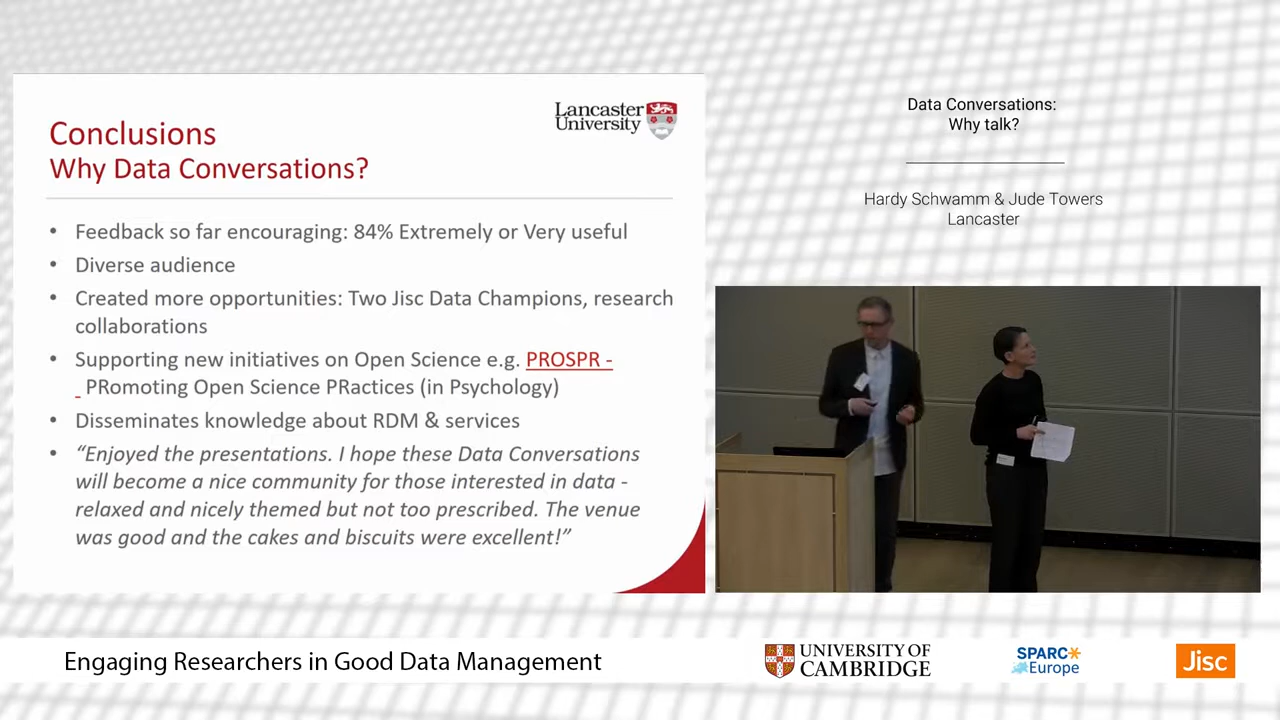 Lancaster
University
Conclusions
Why Data Conversations?
• Feedback so far encouraging: 84% Extremely or Very useful
• Diverse audience
• Created more opportunities: Two Jisc Data Champions, research
collaborations
• Supporting new initiatives on Open Science e.g. PROSPR -
_ PRomoting Open Science PRactices (in Psychology)
• Disseminates knowledge about RDM & services
• “Enjoyed the presentations. I hope these Data Conversations
will become a nice community for those interested in data -
relaxed and nicely themed but not too prescribed. The venue
was good and the cakes and biscuits were excellent!”
Data Conversations:
Why talk?
Hardy Schwamm & Jude Towers
Lancaster
Engaging Researchers in Good Data Management
UNIVERSITY OF
CAMBRIDGE
SPARC
Europe
Jisc